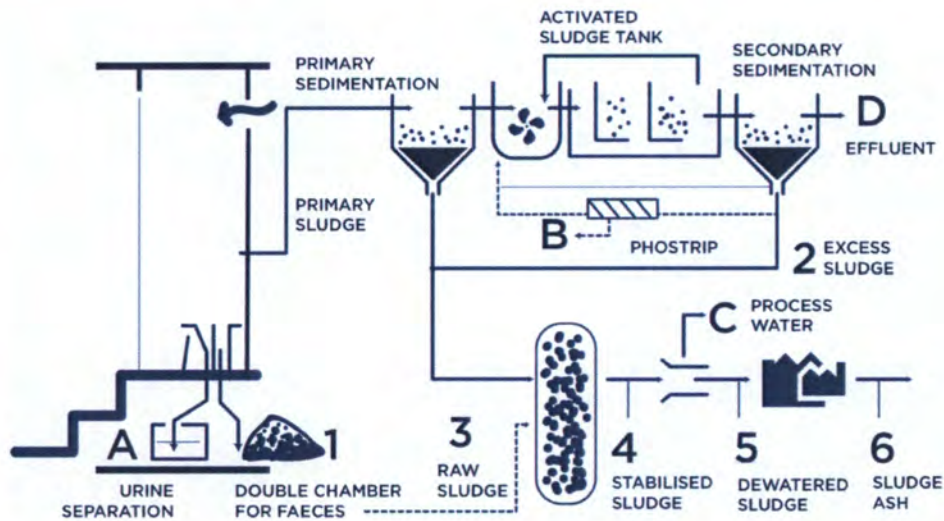 ACTIVATED
SLUDGE TANK
PRIMARY
SEDIMENTATION
SECONDARY
SEDIMENTATION
D
EFFLUENT
PRIMARY
SLUDGE
B
PHOSTRIP
2 EXCESS
SLUDGE
C PROCESS
WATER
A
1
3
RAW
SLUDGE
4
STABILISED
SLUDGE
5
DEWATERED
SLUDGE
6
SLUDGE
ASH
URINE
SEPARATION
DOUBLE CHAMBER
FOR FAECES